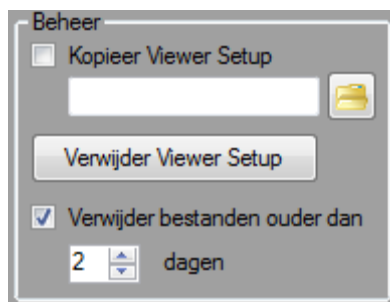 Beheer
Kopieer Viewer Setup
Verwijder Viewer Setup
Verwijder bestanden ouder dan
2 dagen